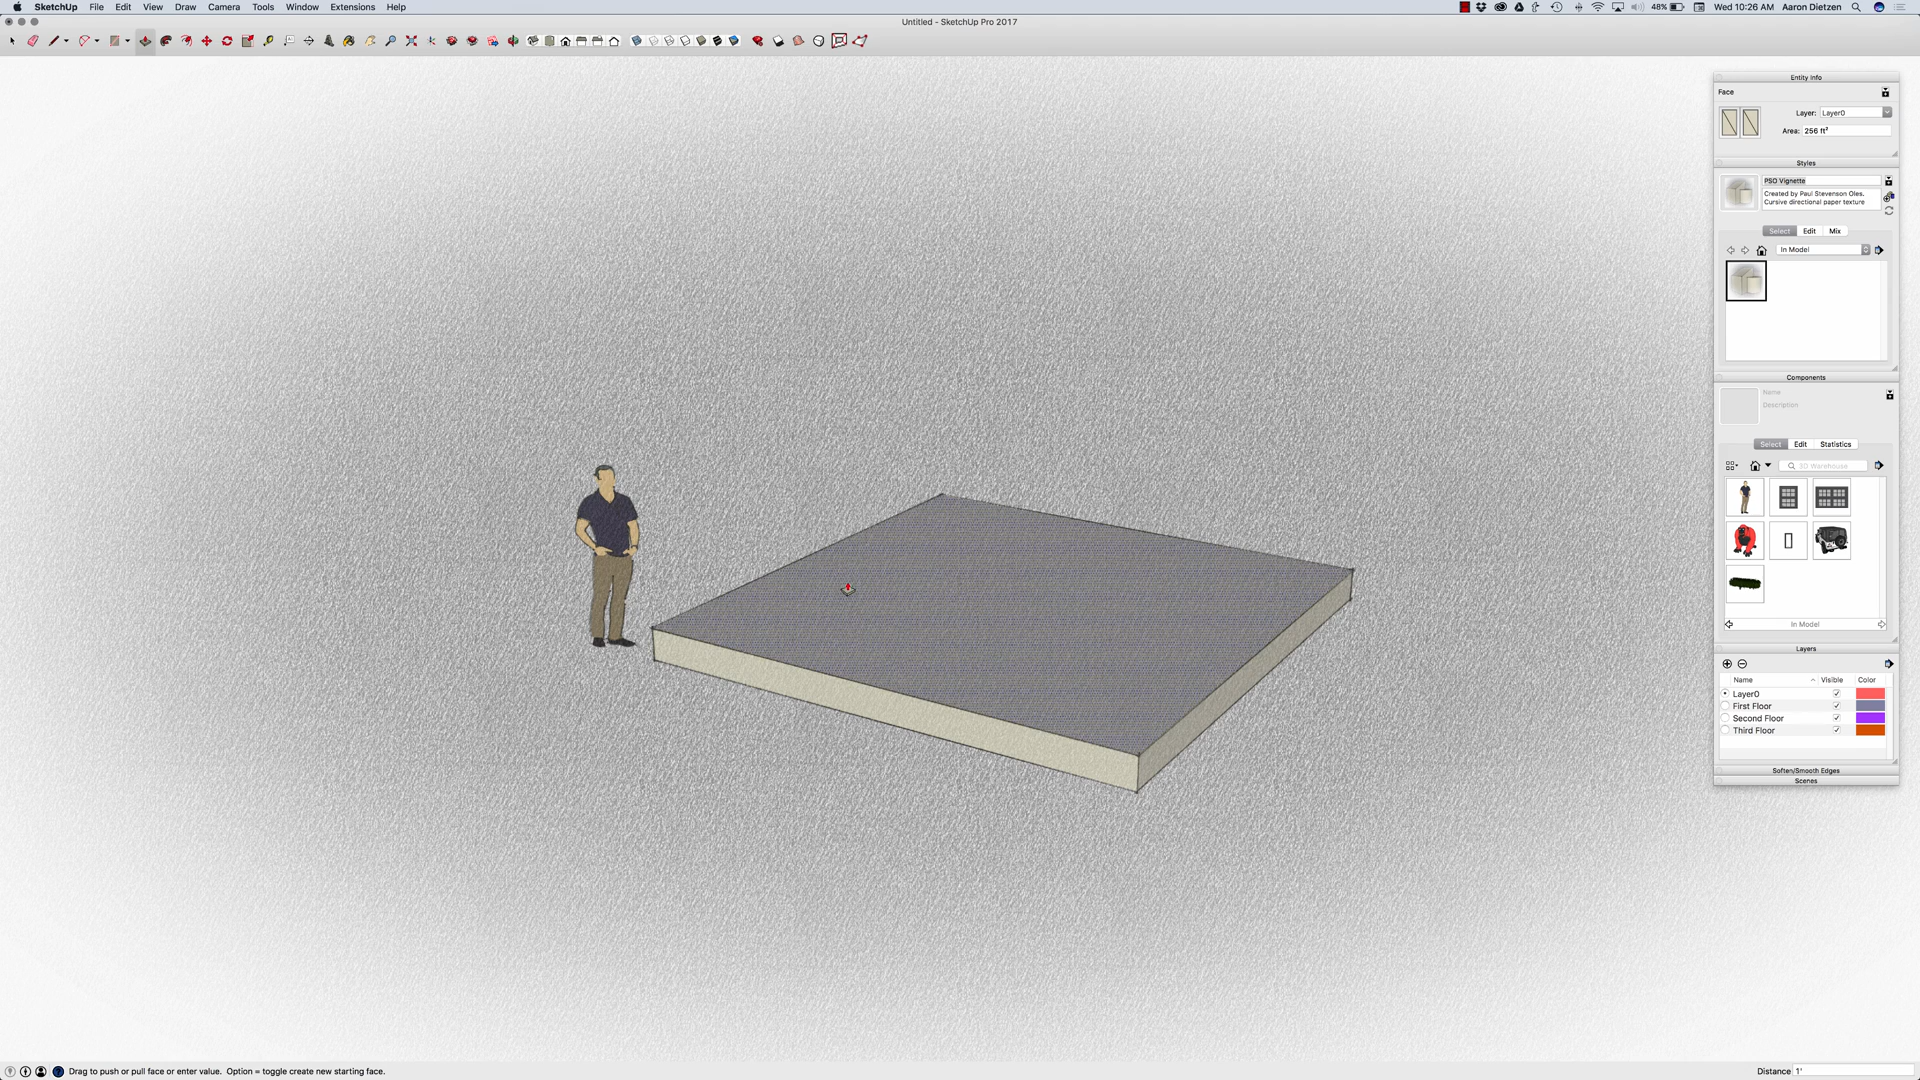 SketchUp File Edit View Draw Camera Tools Window Extensions Help
48% Wed 10:26 AM Aaron Dietzen
Untitled - SketchUp Pro 2017
Entity Info
Face
Layer: Layer0
Area: 256 ft²
Styles
PSO Vignette
Created by Paul Stevenson Oles.
Cursive directional paper texture
Select Edit Mix
In Model
Components
Name
Description
Select Edit Statistics
3D Warehouse
In Model
Layers
Name Visible Color
Layer0
First Floor
Second Floor
Third Floor
Soften/Smooth Edges
Scenes
Drag to push or pull face or enter value. Option = toggle create new starting face.
Distance 1'